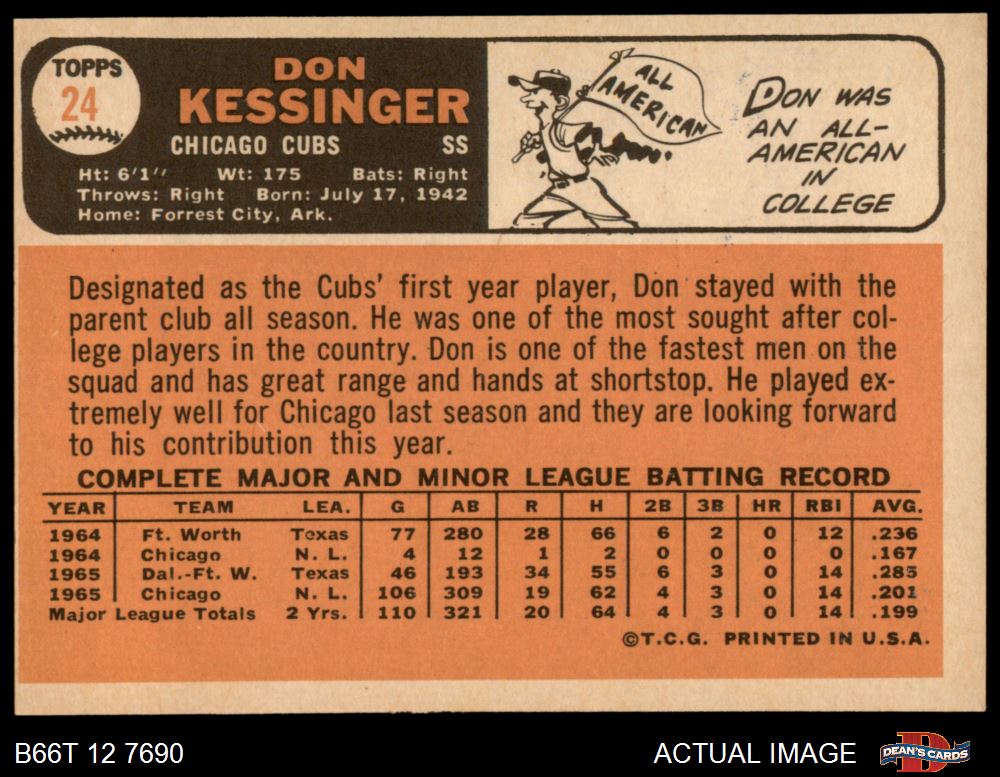 TOPPS
24
DON
KESSINGER
CHICAGO CUBS SS
Ht: 6'1" Wt: 175 Bats: Right
Throws: Right Born: July 17, 1942
Home: Forrest City, Ark.
ALL
AMERICAN
DON WAS
AN ALL-
AMERICAN
IN
COLLEGE
Designated as the Cubs' first year player, Don stayed with the
parent club all season. He was one of the most sought after col-
lege players in the country. Don is one of the fastest men on the
squad and has great range and hands at shortstop. He played ex-
tremely well for Chicago last season and they are looking forward
to his contribution this year.
COMPLETE MAJOR AND MINOR LEAGUE BATTING RECORD
YEAR TEAM LEA. G AB R H 2B 3B HR RBI AVG.
1964 Ft. Worth Texas 77 280 28 66 6 2 0 12 .236
1964 Chicago N. L. 4 12 1 2 0 0 0 0 .167
1965 Dal.-Ft. W. Texas 46 193 34 55 6 3 0 14 .285
1965 Chicago N. L. 106 309 19 62 4 3 0 14 .201
Major League Totals 2 Yrs. 110 321 20 64 4 3 0 14 .199
©T.C.G. PRINTED IN U.S.A.
B66T 12 7690
ACTUAL IMAGE
DEAN'S CARDS